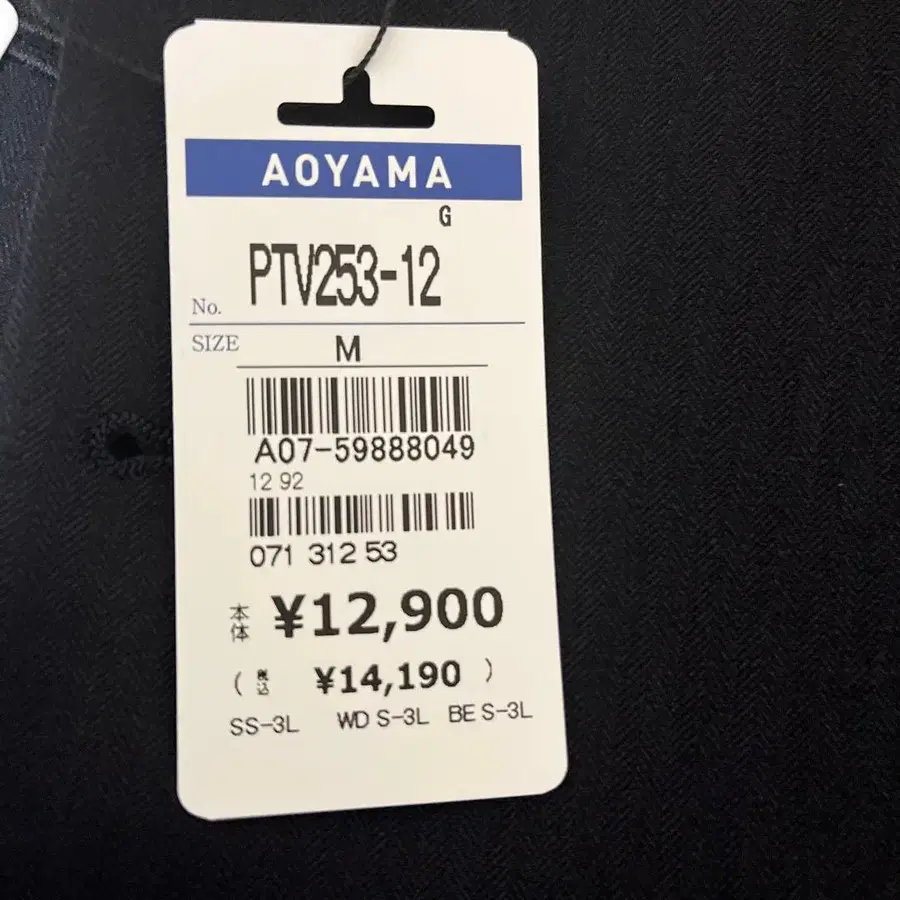 AOYAMA
G
No. PTV253-12
SIZE M
A07-59888049
12 92
071 312 53
本体 ¥12,900
( 税込 ¥14,190 )
SS-3L WD S-3L BE S-3L